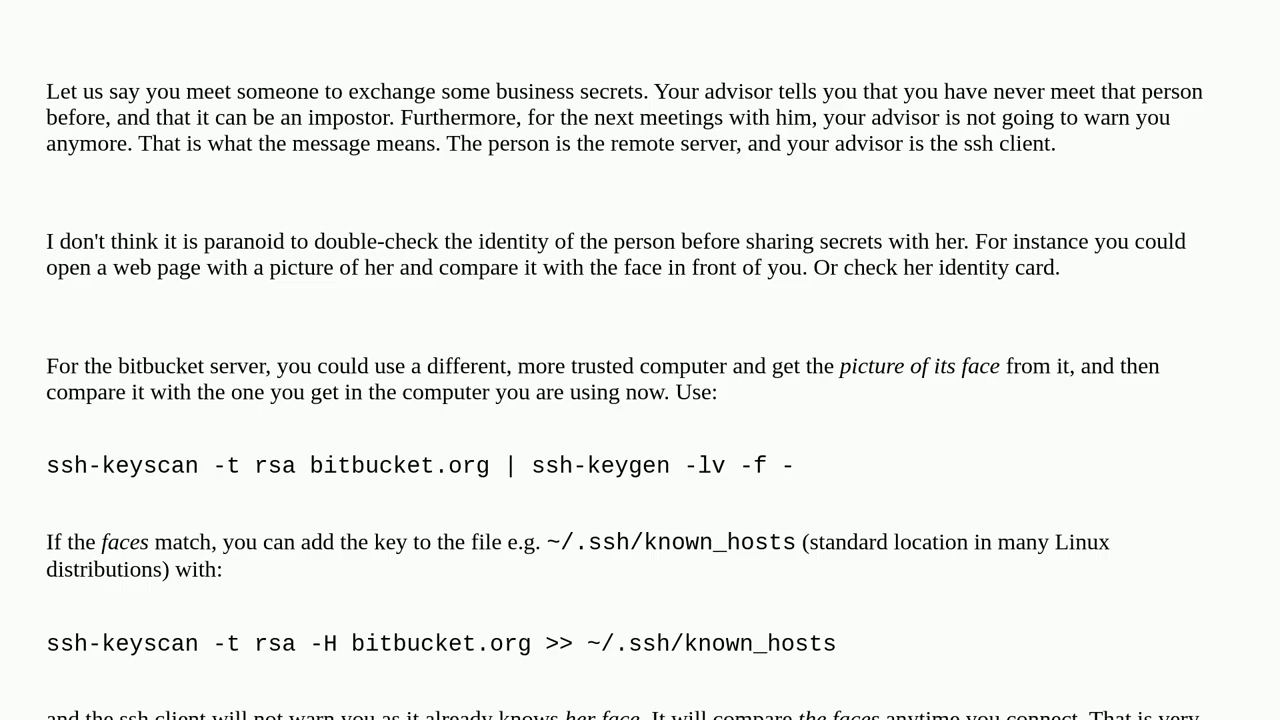 Let us say you meet someone to exchange some business secrets. Your advisor tells you that you have never meet that person
before, and that it can be an impostor. Furthermore, for the next meetings with him, your advisor is not going to warn you
anymore. That is what the message means. The person is the remote server, and your advisor is the ssh client.
I don't think it is paranoid to double-check the identity of the person before sharing secrets with her. For instance you could
open a web page with a picture of her and compare it with the face in front of you. Or check her identity card.
For the bitbucket server, you could use a different, more trusted computer and get the picture of its face from it, and then
compare it with the one you get in the computer you are using now. Use:
ssh-keyscan -t rsa bitbucket.org | ssh-keygen -lv -f -
If the faces match, you can add the key to the file e.g. ~/.ssh/known_hosts (standard location in many Linux
distributions) with:
ssh-keyscan -t rsa -H bitbucket.org >> ~/.ssh/known_hosts
and the ssh client will not warn you as it already knows her face. It will compare the faces anytime you connect. That is very